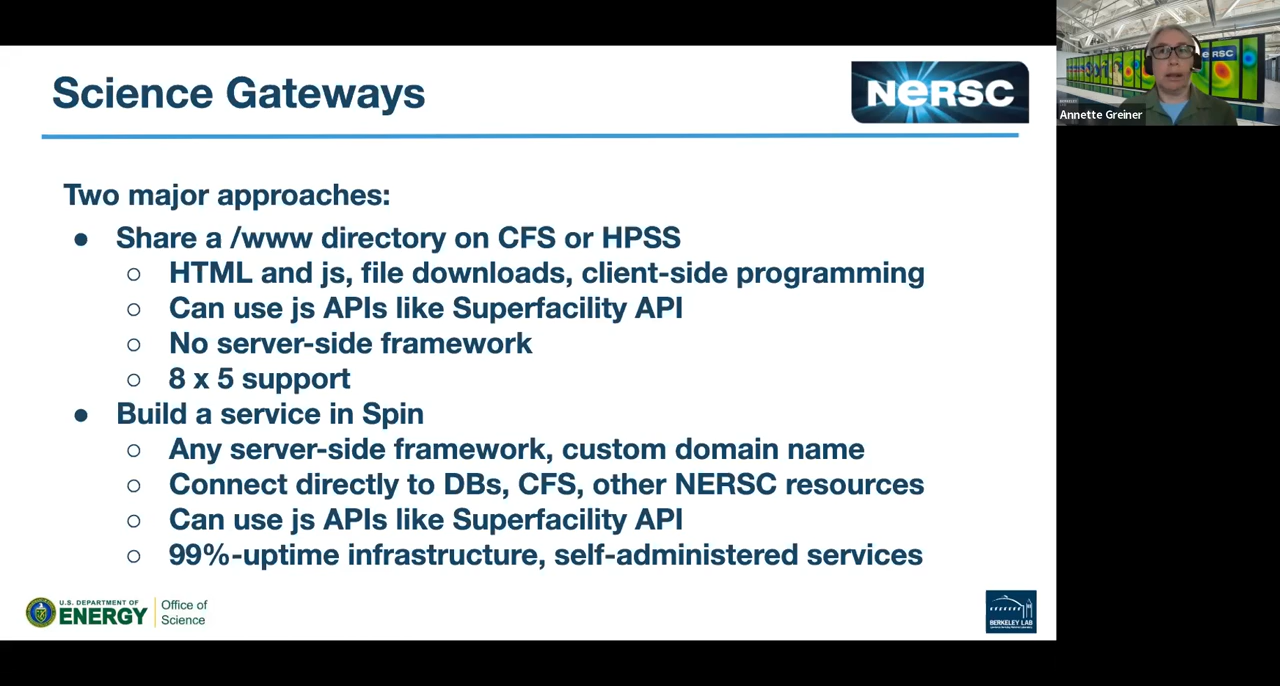 Science Gateways
NERSC
Two major approaches:
● Share a /www directory on CFS or HPSS
○ HTML and js, file downloads, client-side programming
○ Can use js APIs like Superfacility API
○ No server-side framework
○ 8 x 5 support
● Build a service in Spin
○ Any server-side framework, custom domain name
○ Connect directly to DBs, CFS, other NERSC resources
○ Can use js APIs like Superfacility API
○ 99%-uptime infrastructure, self-administered services
U.S. DEPARTMENT OF
ENERGY
Office of
Science
BERKELEY LAB
Annette Greiner